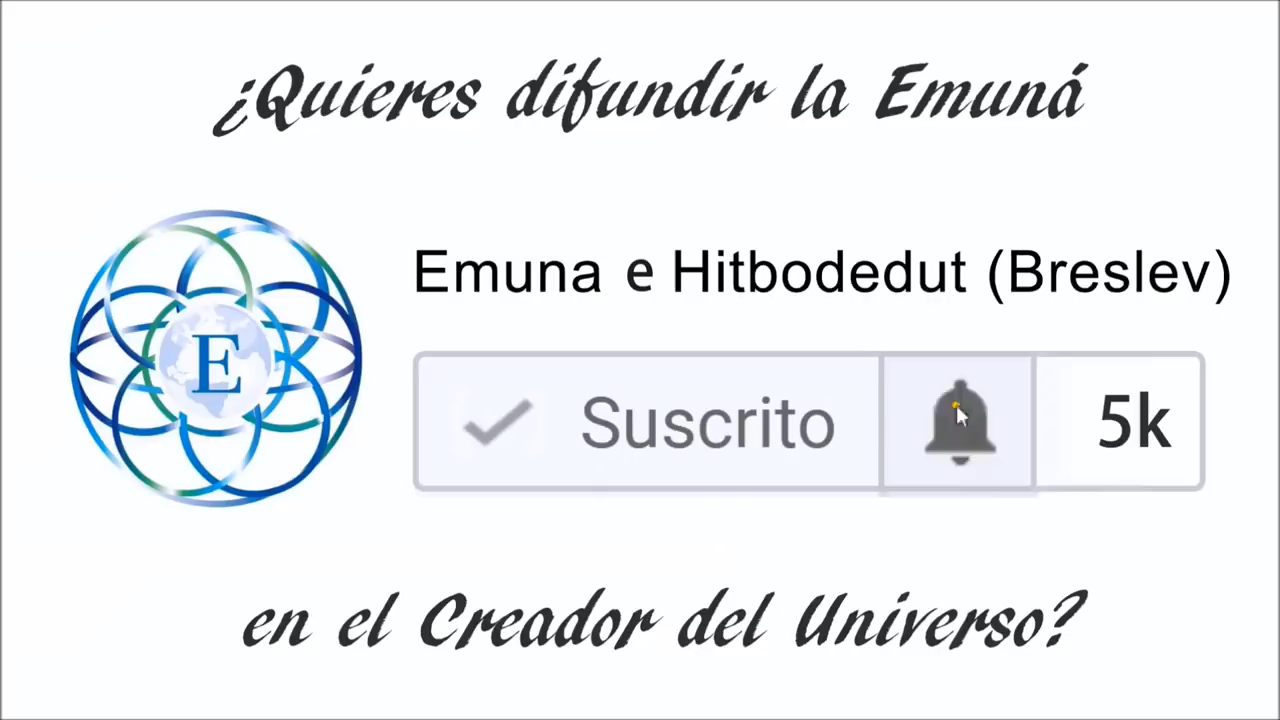 ¿Quieres difundir la Emuná
Emuna e Hitbodedut (Breslev)
E
Suscrito
5k
en el Creador del Universo?